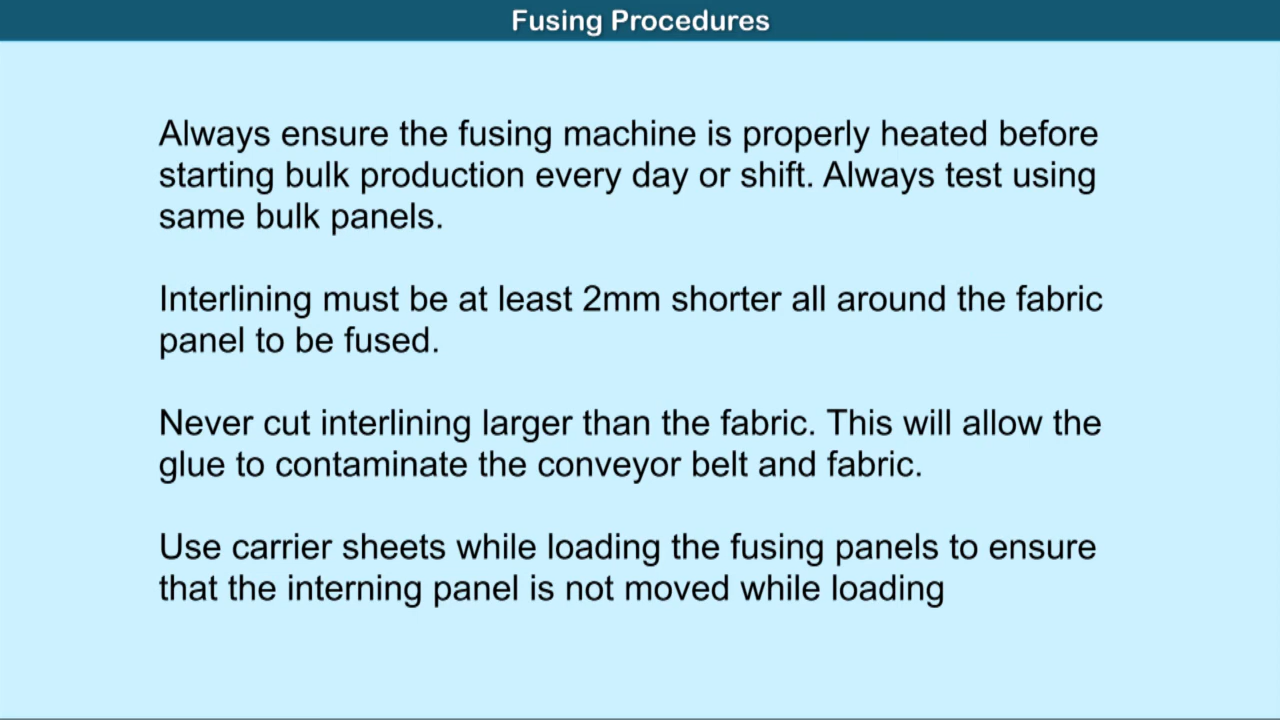 Fusing Procedures
Always ensure the fusing machine is properly heated before
starting bulk production every day or shift. Always test using
same bulk panels.
Interlining must be at least 2mm shorter all around the fabric
panel to be fused.
Never cut interlining larger than the fabric. This will allow the
glue to contaminate the conveyor belt and fabric.
Use carrier sheets while loading the fusing panels to ensure
that the interning panel is not moved while loading